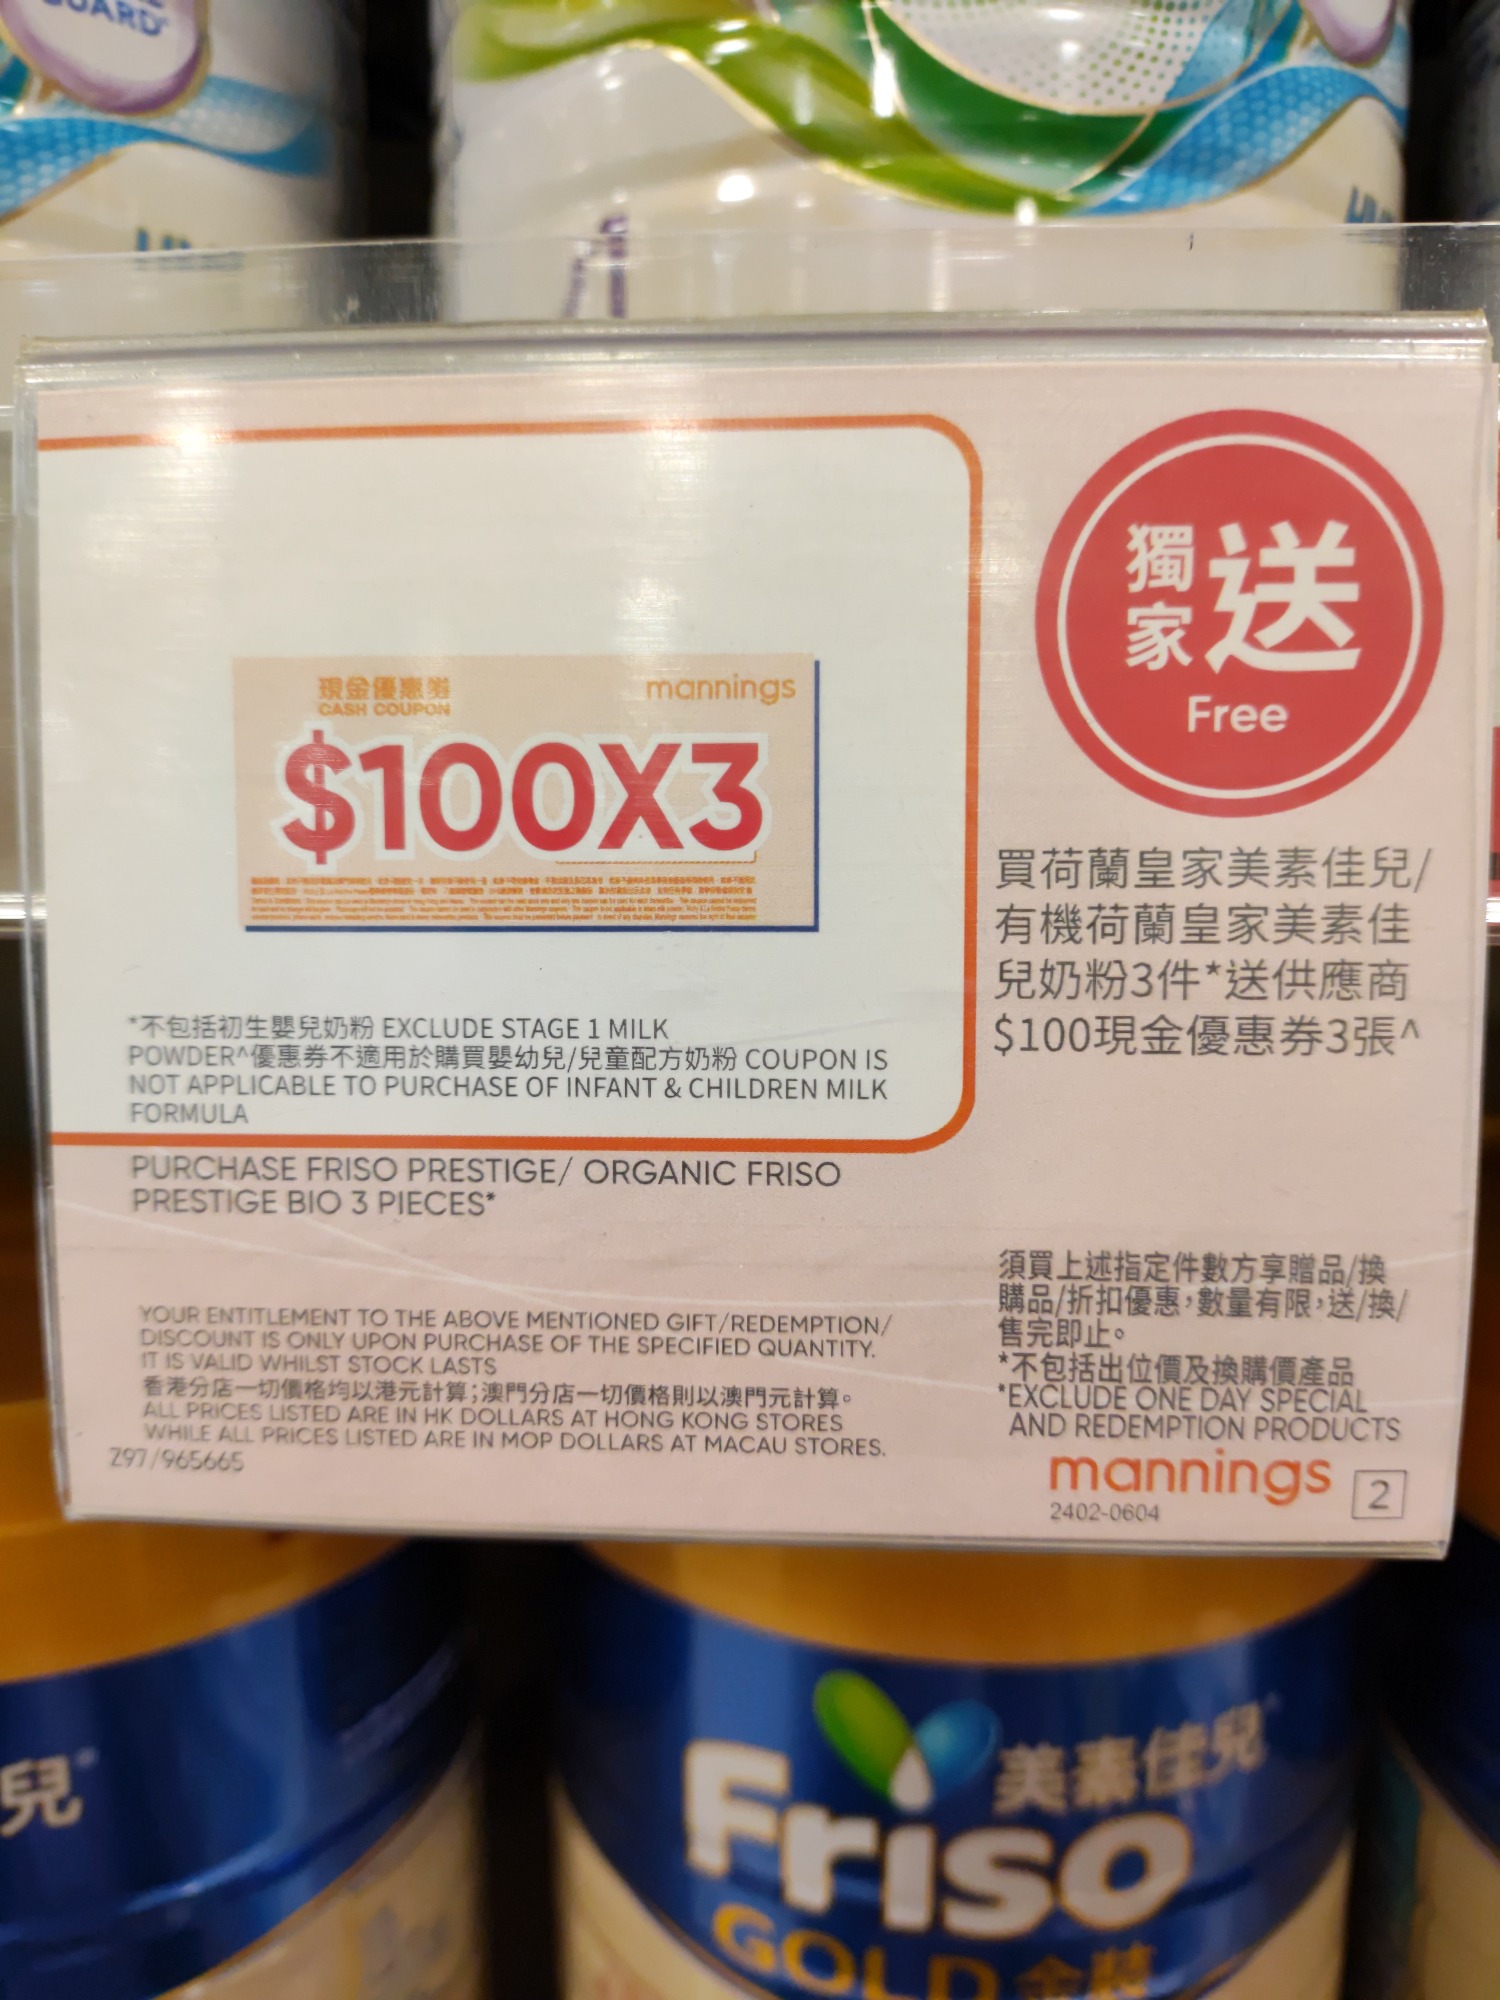 GUARD
獨家送
Free
現金優惠券
CASH COUPON
mannings
$100X3
買荷蘭皇家美素佳兒/
有機荷蘭皇家美素佳
兒奶粉3件*送供應商
$100現金優惠券3張^
*不包括初生嬰兒奶粉 EXCLUDE STAGE 1 MILK
POWDER^優惠券不適用於購買嬰幼兒/兒童配方奶粉 COUPON IS
NOT APPLICABLE TO PURCHASE OF INFANT & CHILDREN MILK
FORMULA
PURCHASE FRISO PRESTIGE/ ORGANIC FRISO
PRESTIGE BIO 3 PIECES*
YOUR ENTITLEMENT TO THE ABOVE MENTIONED GIFT/REDEMPTION/
DISCOUNT IS ONLY UPON PURCHASE OF THE SPECIFIED QUANTITY.
IT IS VALID WHILST STOCK LASTS
香港分店一切價格均以港元計算;澳門分店一切價格則以澳門元計算。
ALL PRICES LISTED ARE IN HK DOLLARS AT HONG KONG STORES
WHILE ALL PRICES LISTED ARE IN MOP DOLLARS AT MACAU STORES.
Z97/965665
須買上述指定件數方享贈品/換
購品/折扣優惠,數量有限,送/換/
售完即止。
*不包括出位價及換購價產品
*EXCLUDE ONE DAY SPECIAL
AND REDEMPTION PRODUCTS
mannings
2402-0604
2
兒
Friso
美素佳兒
GOLD 金裝